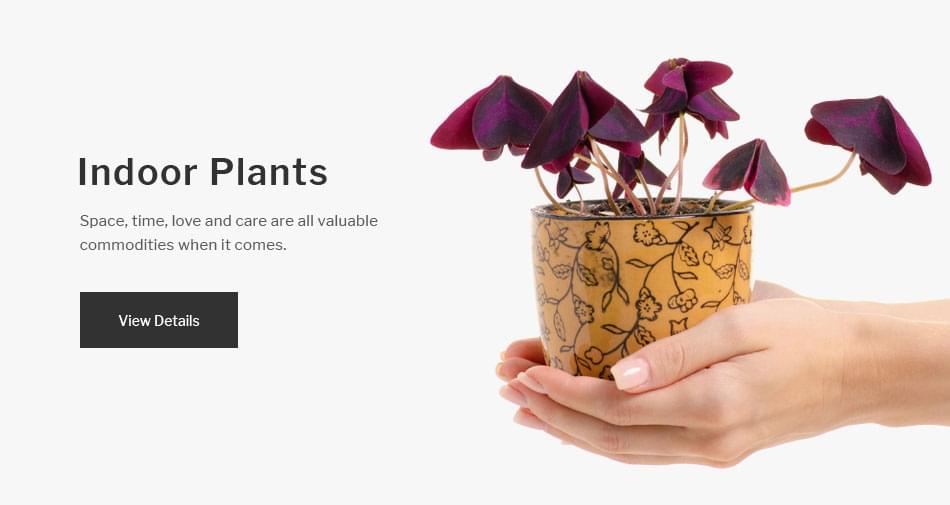 Indoor Plants
Space, time, love and care are all valuable
commodities when it comes.
View Details